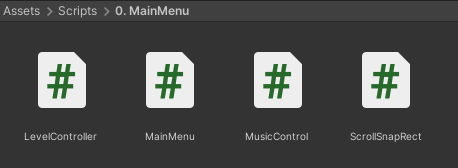 Assets > Scripts > 0. MainMenu
# # # #
LevelController MainMenu MusicControl ScrollSnapRect